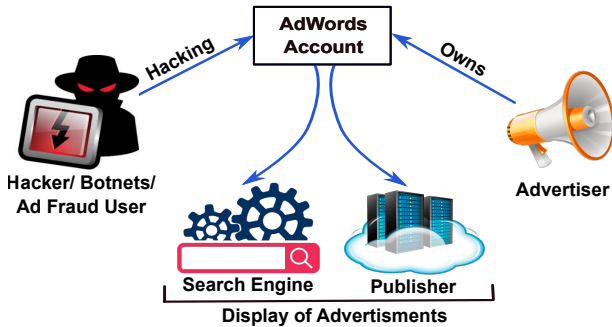 AdWords
Account
Hacking
Owns
Hacker/ Botnets/
Ad Fraud User
Advertiser
Search Engine
Publisher
Display of Advertisments